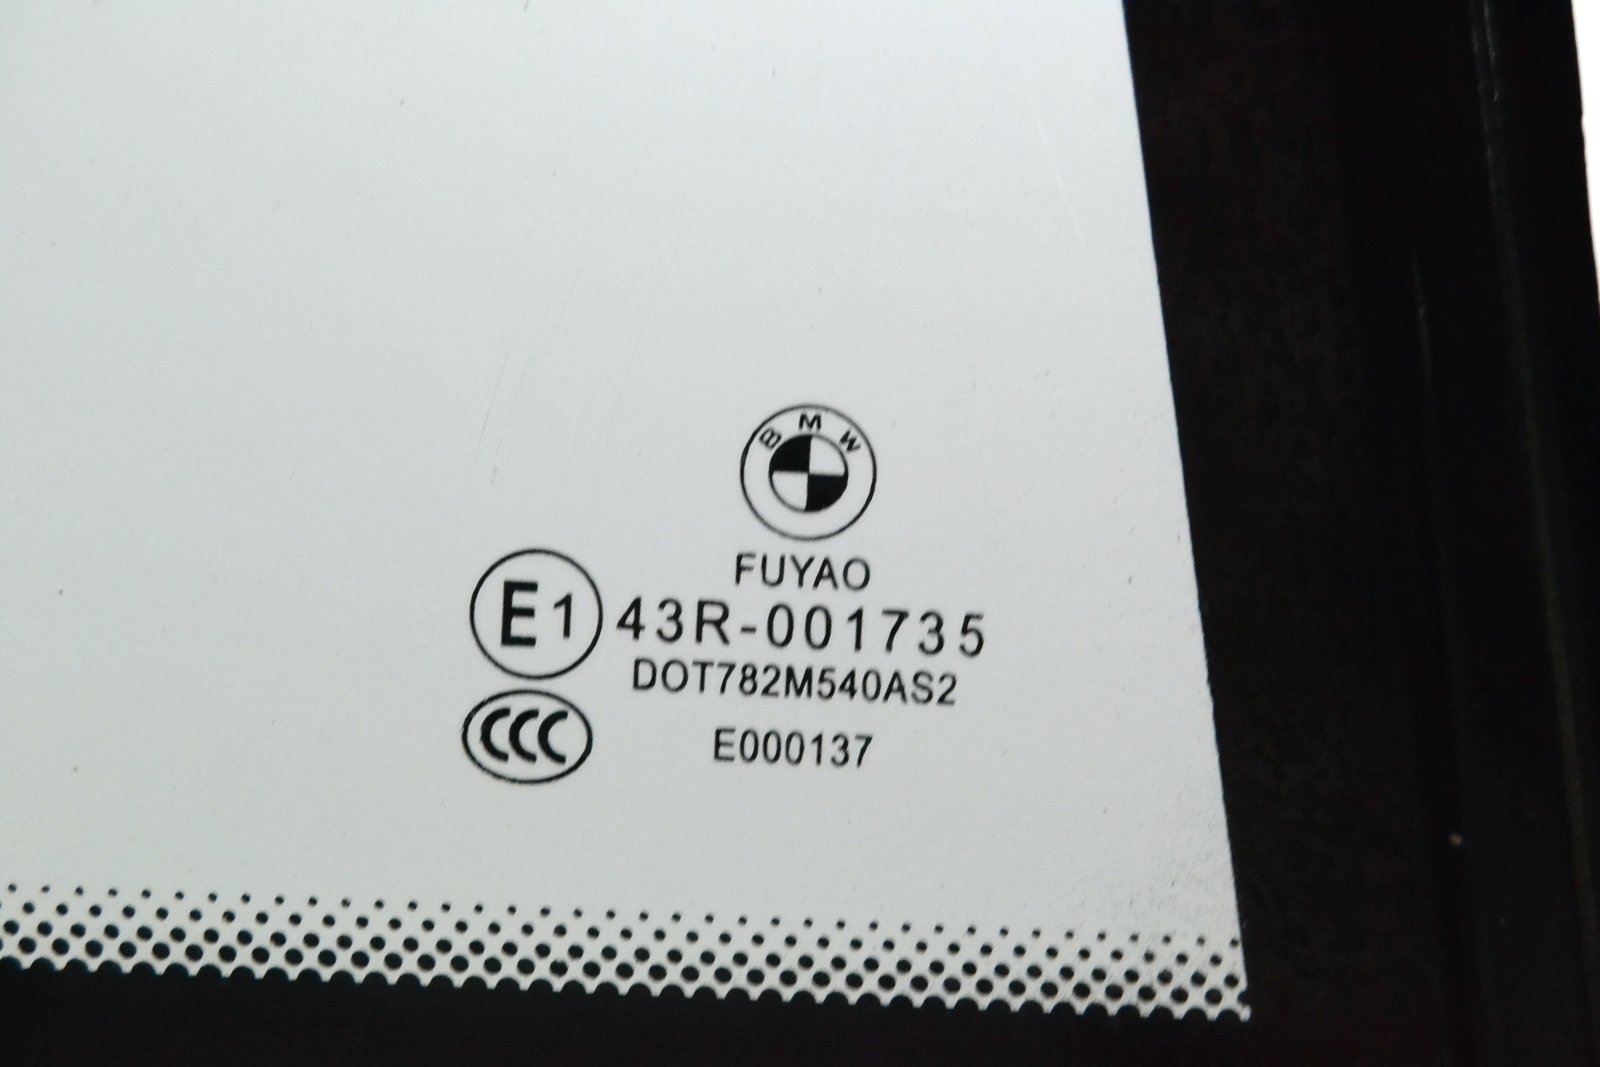 BMW
FUYAO
E1 43R-001735
DOT782M540AS2
CCC
E000137